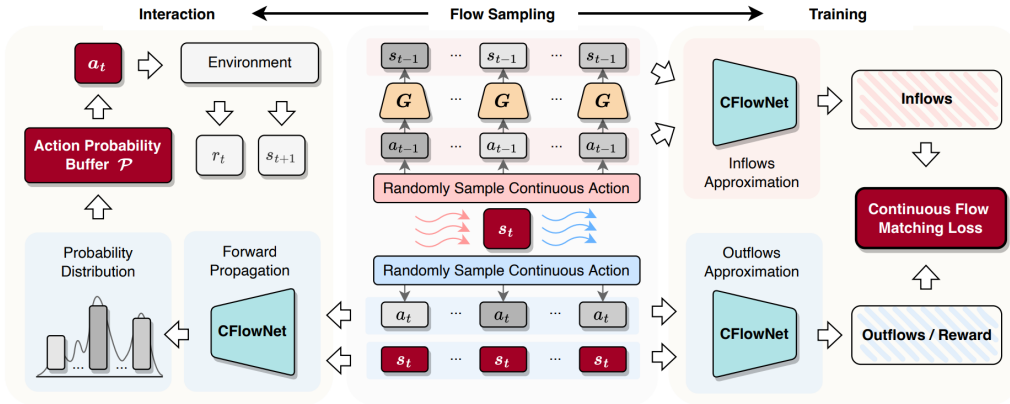 Interaction
Flow Sampling
Training
a_t
Environment
Action Probability
Buffer 𝒫
r_t
s_{t+1}
Probability
Distribution
Forward
Propagation
CFlowNet
...
...
s_{t-1} ... s_{t-1} ... s_{t-1}
G ... G ... G
a_{t-1} ... a_{t-1} ... a_{t-1}
Randomly Sample Continuous Action
s_t
Randomly Sample Continuous Action
a_t ... a_t ... a_t
s_t ... s_t ... s_t
CFlowNet
Inflows
Approximation
Inflows
Continuous Flow
Matching Loss
Outflows
Approximation
CFlowNet
Outflows / Reward